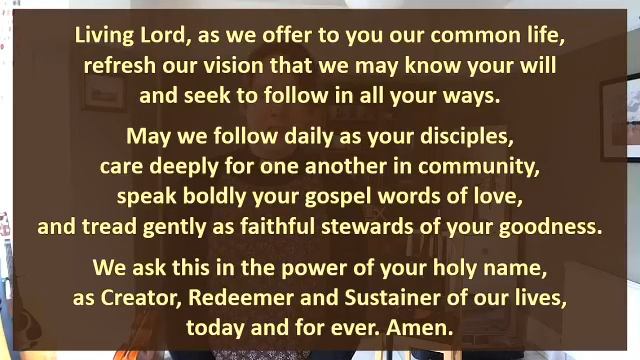 Living Lord, as we offer to you our common life,
refresh our vision that we may know your will
and seek to follow in all your ways.
May we follow daily as your disciples,
care deeply for one another in community,
speak boldly your gospel words of love,
and tread gently as faithful stewards of your goodness.
We ask this in the power of your holy name,
as Creator, Redeemer and Sustainer of our lives,
today and for ever. Amen.